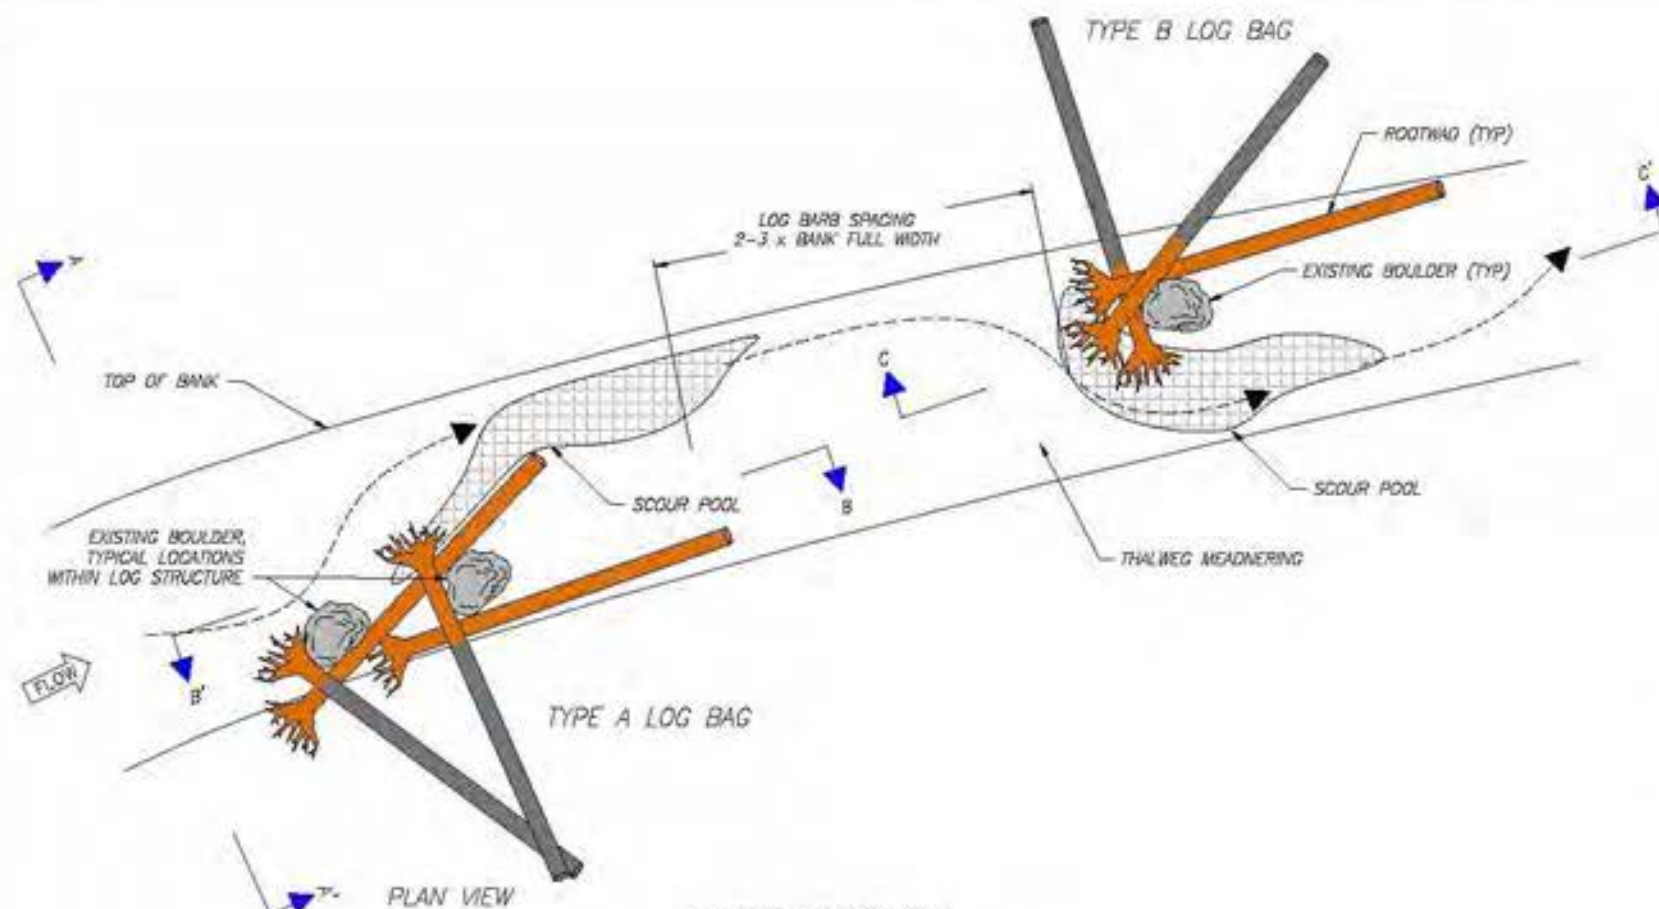 TYPE B LOG BAG
ROOTWAD (TYP)
C'
LOG BARB SPACING
2-3 x BANK FULL WIDTH
A
EXISTING BOULDER (TYP)
TOP OF BANK
C
SCOUR POOL
B
SCOUR POOL
EXISTING BOULDER,
TYPICAL LOCATIONS
WITHIN LOG STRUCTURE
THALWEG MEADNERING
FLOW
B'
TYPE A LOG BAG
A'
PLAN VIEW